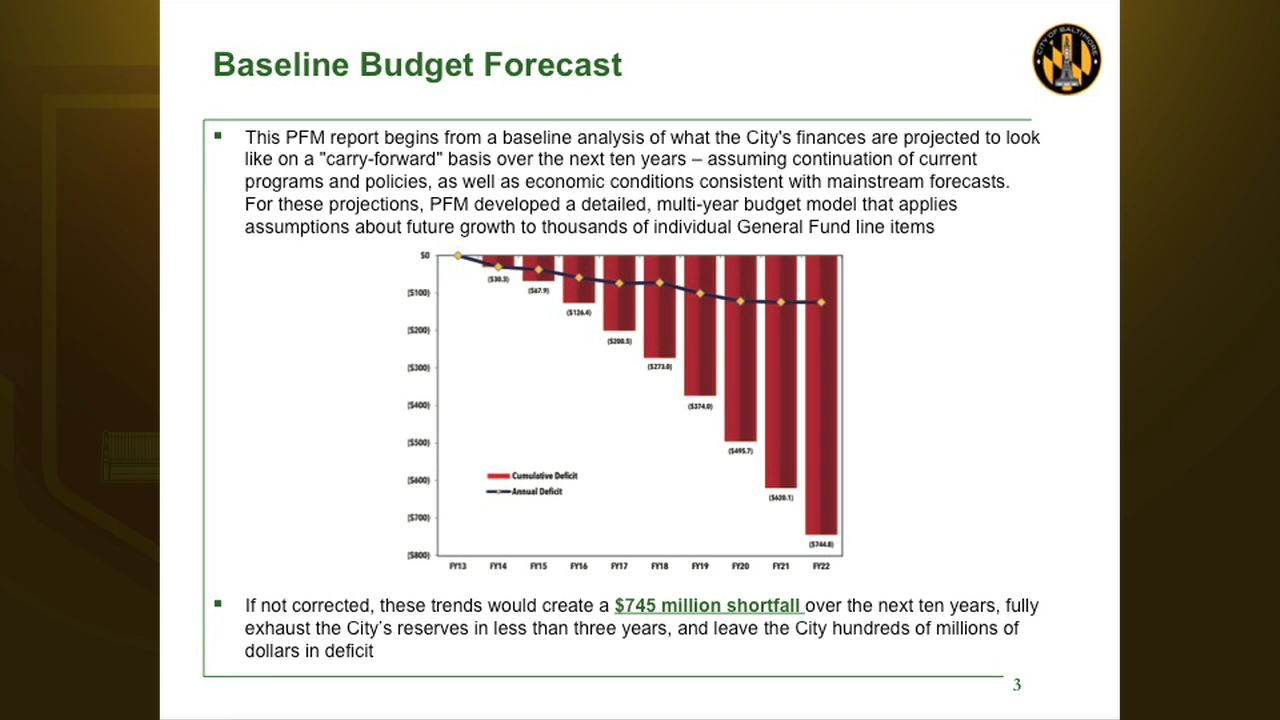 Baseline Budget Forecast
CITY OF BALTIMORE
▪ This PFM report begins from a baseline analysis of what the City's finances are projected to look
like on a "carry-forward" basis over the next ten years – assuming continuation of current
programs and policies, as well as economic conditions consistent with mainstream forecasts.
For these projections, PFM developed a detailed, multi-year budget model that applies
assumptions about future growth to thousands of individual General Fund line items
$0
($100)
($200)
($300)
($400)
($500)
($600)
($700)
($800)
($30.3)
($67.9)
($126.4)
($200.5)
($273.0)
($374.0)
($495.7)
($620.1)
($744.8)
Cumulative Deficit
Annual Deficit
FY13 FY14 FY15 FY16 FY17 FY18 FY19 FY20 FY21 FY22
▪ If not corrected, these trends would create a $745 million shortfall over the next ten years, fully
exhaust the City's reserves in less than three years, and leave the City hundreds of millions of
dollars in deficit
3